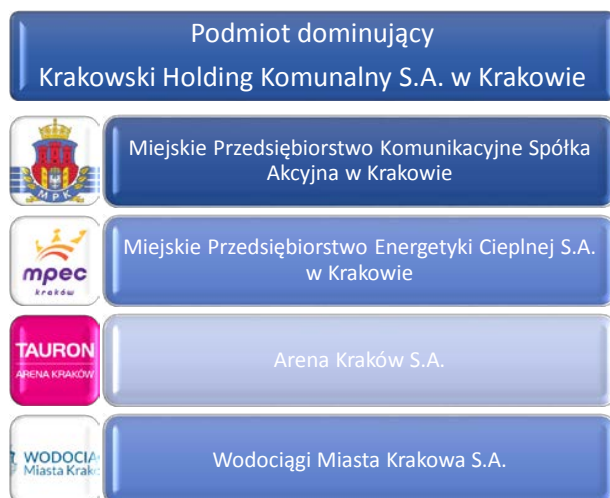 Podmiot dominujący
Krakowski Holding Komunalny S.A. w Krakowie
MPK
Miejskie Przedsiębiorstwo Komunikacyjne Spółka
Akcyjna w Krakowie
mpec
kraków
Miejskie Przedsiębiorstwo Energetyki Cieplnej S.A.
w Krakowie
TAURON
ARENA KRAKÓW
Arena Kraków S.A.
WODOCIĄ
Miasta Krako
Wodociągi Miasta Krakowa S.A.